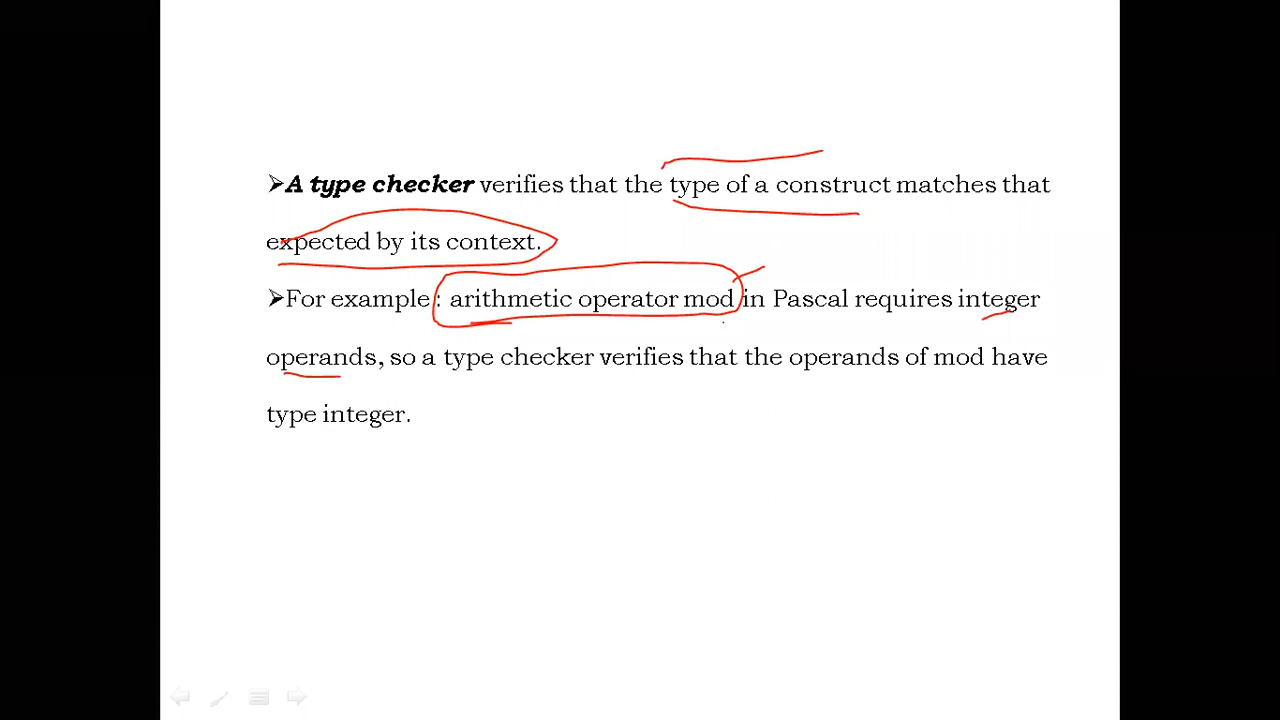 ➢A type checker verifies that the type of a construct matches that
expected by its context.
➢For example : arithmetic operator mod in Pascal requires integer
operands, so a type checker verifies that the operands of mod have
type integer.